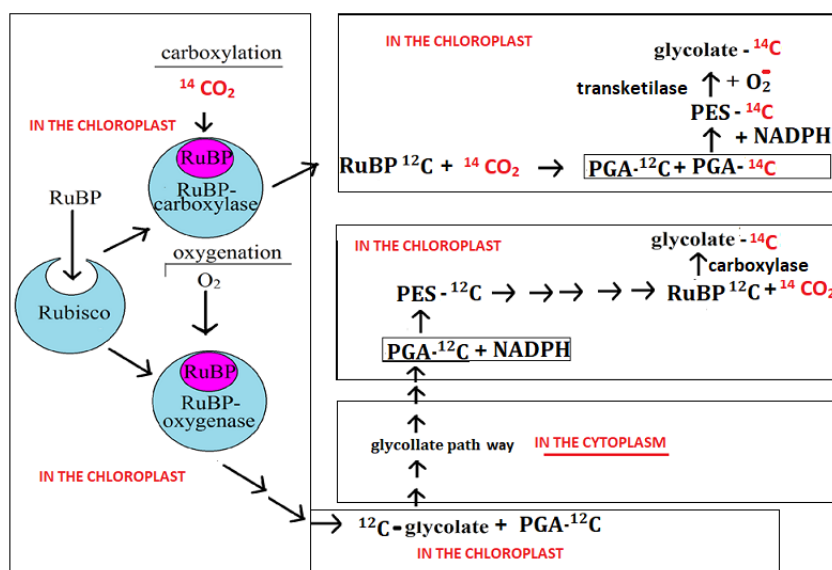 carboxylation
¹⁴ CO₂
IN THE CHLOROPLAST
RuBP
RuBP-
carboxylase
RuBP
oxygenation
O₂
Rubisco
RuBP
RuBP-
oxygenase
IN THE CHLOROPLAST
IN THE CHLOROPLAST
glycolate - ¹⁴C
transketilase
+ O₂⁻
PES - ¹⁴C
+ NADPH
RuBP ¹²C + ¹⁴ CO₂ → PGA-¹²C + PGA- ¹⁴C
IN THE CHLOROPLAST
glycolate - ¹⁴C
carboxylase
PES - ¹²C → → → → → RuBP ¹²C + ¹⁴ CO₂
PGA-¹²C + NADPH
glycollate path way
IN THE CYTOPLASM
¹²C-glycolate + PGA-¹²C
IN THE CHLOROPLAST